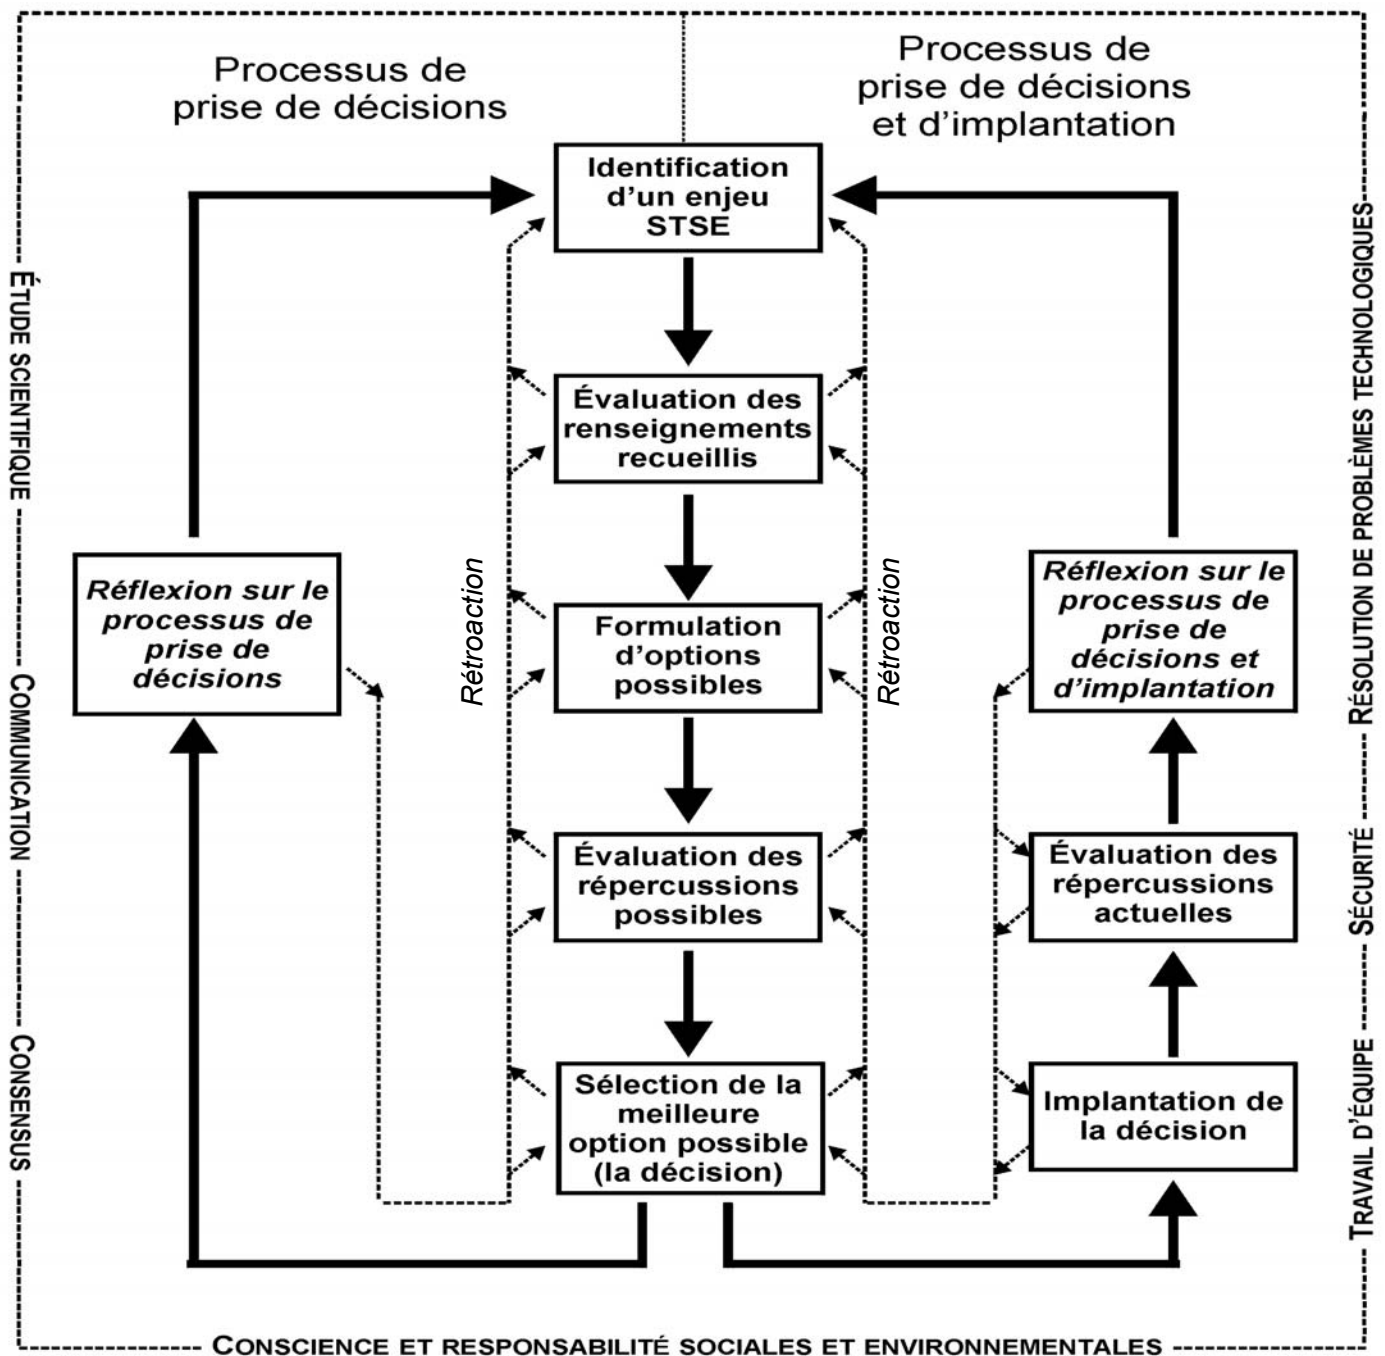 Processus de
prise de décisions
Processus de
prise de décisions
et d'implantation
Identification
d'un enjeu
STSE
Évaluation des
renseignements
recueillis
Formulation
d'options
possibles
Évaluation des
répercussions
possibles
Sélection de la
meilleure
option possible
(la décision)
Réflexion sur le
processus de
prise de
décisions
Rétroaction
Rétroaction
Réflexion sur le
processus de
prise de
décisions et
d'implantation
Évaluation des
répercussions
actuelles
Implantation de
la décision
ÉTUDE SCIENTIFIQUE
COMMUNICATION
CONSENSUS
RÉSOLUTION DE PROBLÈMES TECHNOLOGIQUES
SÉCURITÉ
TRAVAIL D'ÉQUIPE
CONSCIENCE ET RESPONSABILITÉ SOCIALES ET ENVIRONNEMENTALES